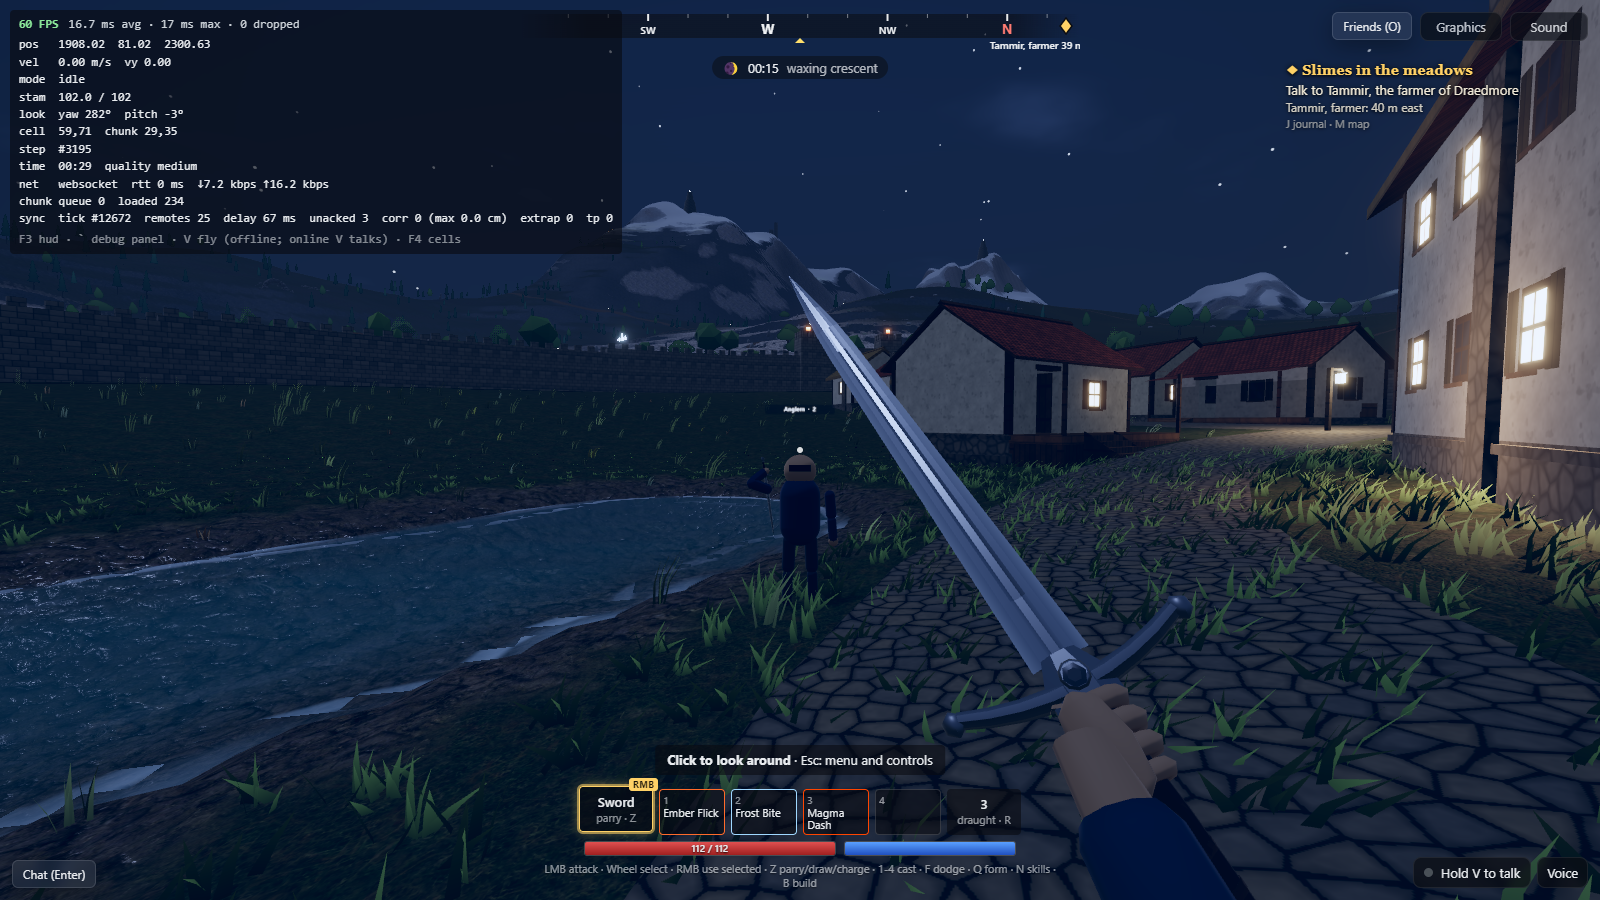 60 FPS 16.7 ms avg · 17 ms max · 0 dropped
pos 1908.02 81.02 2300.63
vel 0.00 m/s vy 0.00
mode idle
stam 102.0 / 102
look yaw 282° pitch -3°
cell 59,71 chunk 29,35
step #3195
time 00:29 quality medium
net websocket rtt 0 ms ↓7.2 kbps ↑16.2 kbps
chunk queue 0 loaded 234
sync tick #12672 remotes 25 delay 67 ms unacked 3 corr 0 (max 0.0 cm) extrap 0 tp 0
F3 hud · ` debug panel · V fly (offline; online V talks) · F4 cells
SW W NW N
Tammir, farmer 39 m
00:15 waxing crescent
Friends (O) Graphics Sound
Slimes in the meadows
Talk to Tammir, the farmer of Draedmore
Tammir, farmer: 40 m east
J journal · M map
Anglorn · 2
Click to look around · Esc: menu and controls
RMB
Sword
parry · Z
1
Ember Flick
2
Frost Bite
3
Magma
Dash
4
3
draught · R
112 / 112
LMB attack · Wheel select · RMB use selected · Z parry/draw/charge · 1-4 cast · F dodge · Q form · N skills ·
B build
Chat (Enter)
Hold V to talk
Voice